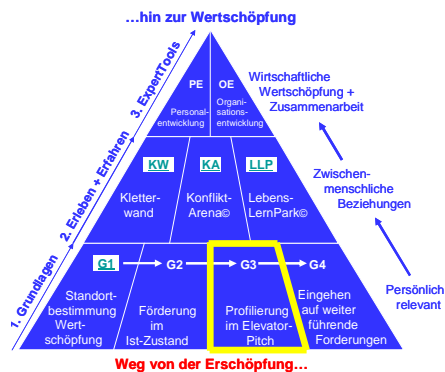 …hin zur Wertschöpfung
PE
OE
Personal-
entwicklung
Organi-
sations-
entwicklung
Wirtschaftliche
Wertschöpfung +
Zusammenarbeit
3. ExpertTools
KW
KA
LLP
Kletter-
wand
Konflikt-
Arena©
Lebens-
LernPark©
Zwischen-
menschliche
Beziehungen
2. Erleben + Erfahren
G1
G2
G3
G4
Standort-
bestimmung
Wert-
schöpfung
Förderung
im
Ist-Zustand
Profilierung
im Elevator-
Pitch
Eingehen
auf weiter
führende
Forderungen
Persönlich
relevant
1. Grundlagen
Weg von der Erschöpfung…